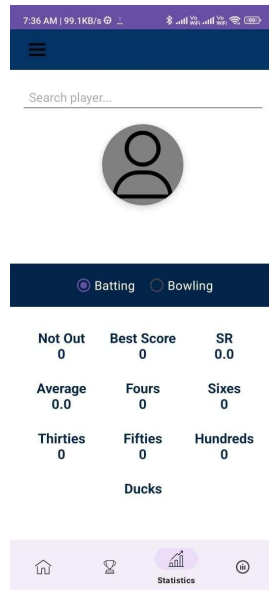 7:36 AM | 99.1KB/s
Search player...
Batting Bowling
Not Out Best Score SR
0 0 0.0
Average Fours Sixes
0.0 0 0
Thirties Fifties Hundreds
0 0 0
Ducks
Statistics